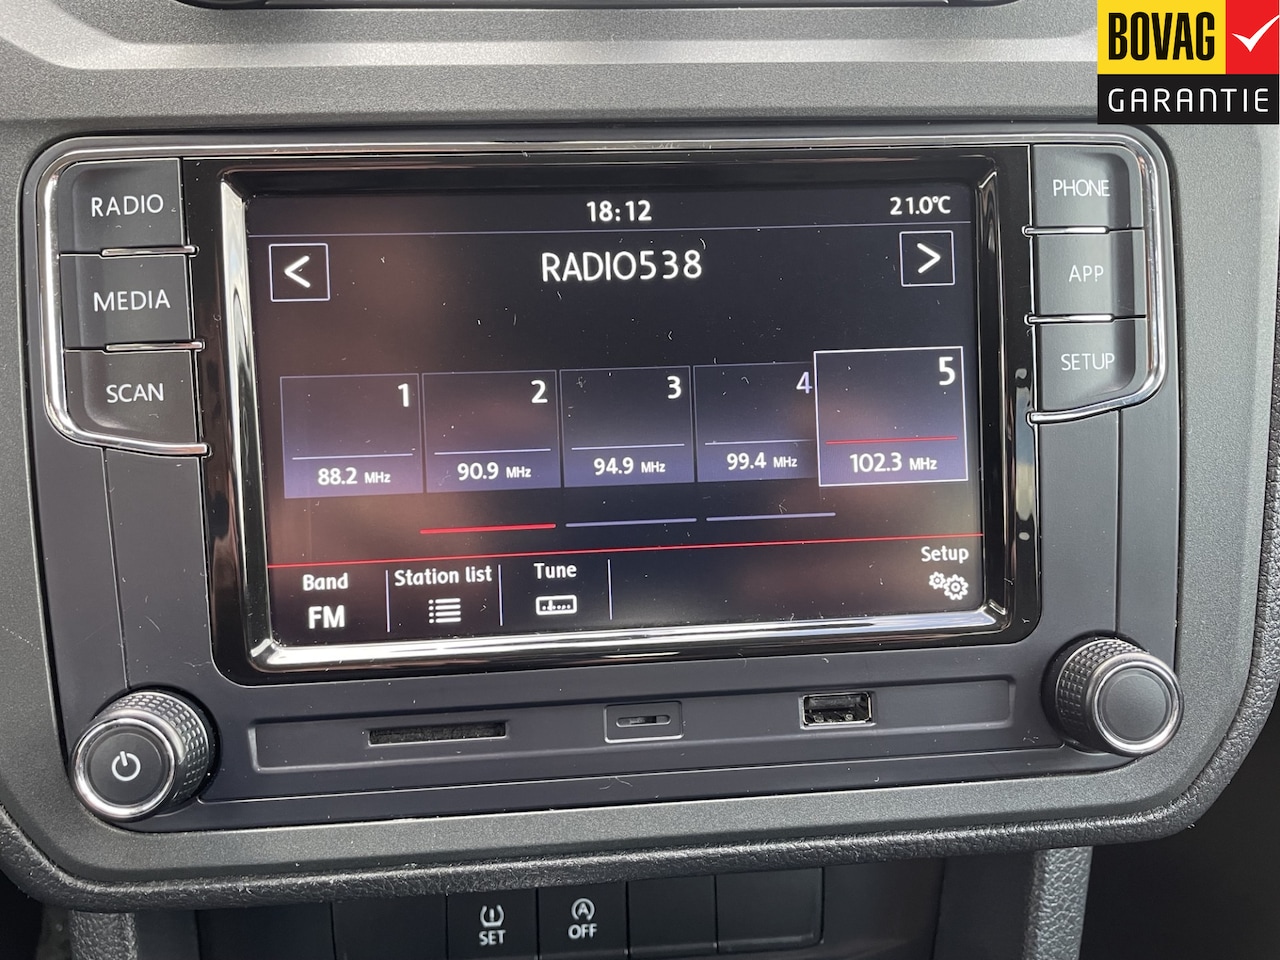 BOVAG
GARANTIE
RADIO
MEDIA
SCAN
18:12
21.0°C
<
RADIO538
>
1
2
3
4
5
88.2 MHz
90.9 MHz
94.9 MHz
99.4 MHz
102.3 MHz
Band
FM
Station list
Tune
Setup
PHONE
APP
SETUP
SET
A
OFF